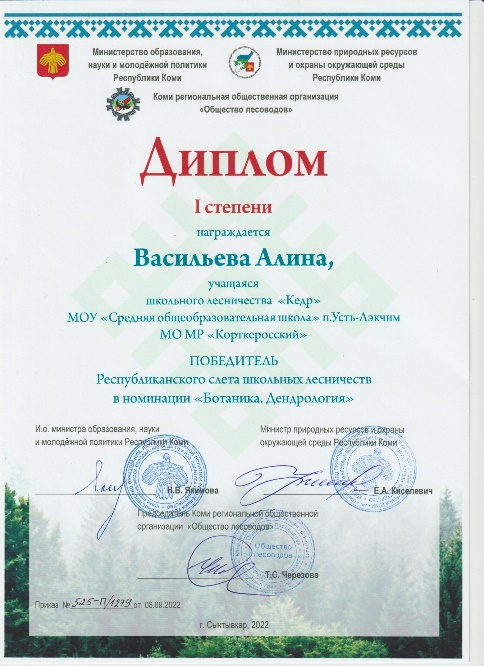 Министерство образования,
науки и молодёжной политики
Республики Коми
Министерство природных ресурсов
и охраны окружающей среды
Республики Коми
Коми региональная общественная организация
«Общество лесоводов»
Диплом
I степени
награждается
Васильева Алина,
учащаяся
школьного лесничества «Кедр»
МОУ «Средняя общеобразовательная школа» п.Усть-Лэкчим
МО МР «Корткеросский»
ПОБЕДИТЕЛЬ
Республиканского слета школьных лесничеств
в номинации «Ботаника. Дендрология»
И.о. министра образования, науки
и молодёжной политики Республики Коми
Министр природных ресурсов и охраны
окружающей среды Республики Коми
Н.В. Якимова
Е.А. Киселевич
Председатель Коми региональной общественной
организации «Общество лесоводов»
Общество
лесоводов
Т.С. Черезова
Приказ № 525-П/1279 от 08.09.2022
г. Сыктывкар, 2022